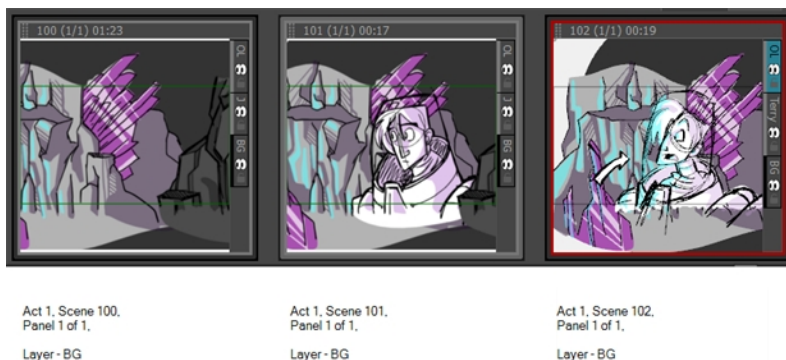 100 (1/1) 01:23
OL
J
BG
101 (1/1) 00:17
OL
J
BG
102 (1/1) 00:19
OL
Terry
BG
Act 1, Scene 100,
Panel 1 of 1,
Layer - BG
Act 1, Scene 101,
Panel 1 of 1,
Layer - BG
Act 1, Scene 102,
Panel 1 of 1,
Layer - BG